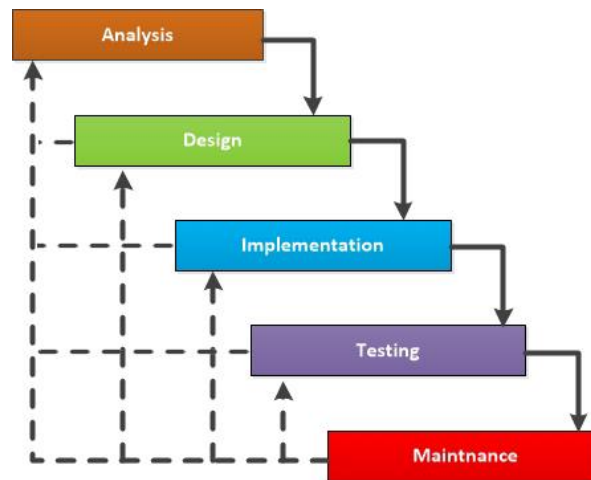 Analysis
Design
Implementation
Testing
Maintnance